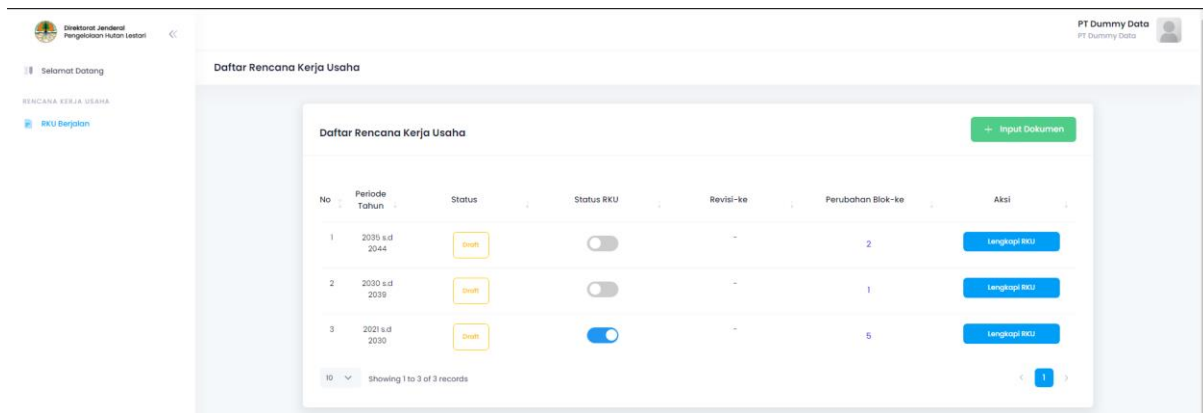 Direktorat Jenderal
Pengelolaan Hutan Lestari
PT Dummy Data
PT Dummy Data
Selamat Datang
Daftar Rencana Kerja Usaha
RENCANA KERJA USAHA
RKU Berjalan
Daftar Rencana Kerja Usaha
+ Input Dokumen
No Periode Tahun Status Status RKU Revisi-ke Perubahan Blok-ke Aksi
1 2035 s.d 2044 Draft - 2 Lengkapi RKU
2 2030 s.d 2039 Draft - 1 Lengkapi RKU
3 2021 s.d 2030 Draft - 5 Lengkapi RKU
10 Showing 1 to 3 of 3 records 1